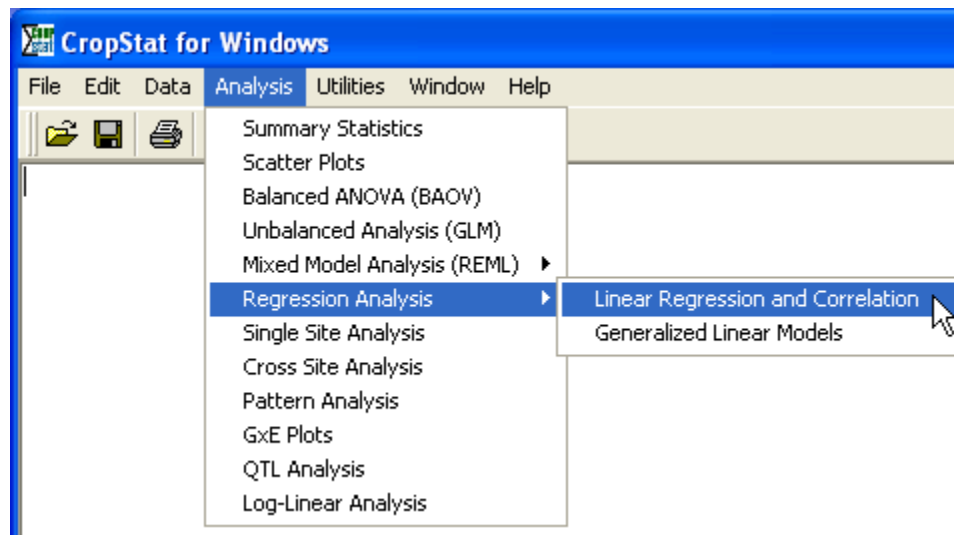 CropStat for Windows
File Edit Data Analysis Utilities Window Help
Summary Statistics
Scatter Plots
Balanced ANOVA (BAOV)
Unbalanced Analysis (GLM)
Mixed Model Analysis (REML)
Regression Analysis
Linear Regression and Correlation
Single Site Analysis
Generalized Linear Models
Cross Site Analysis
Pattern Analysis
GxE Plots
QTL Analysis
Log-Linear Analysis